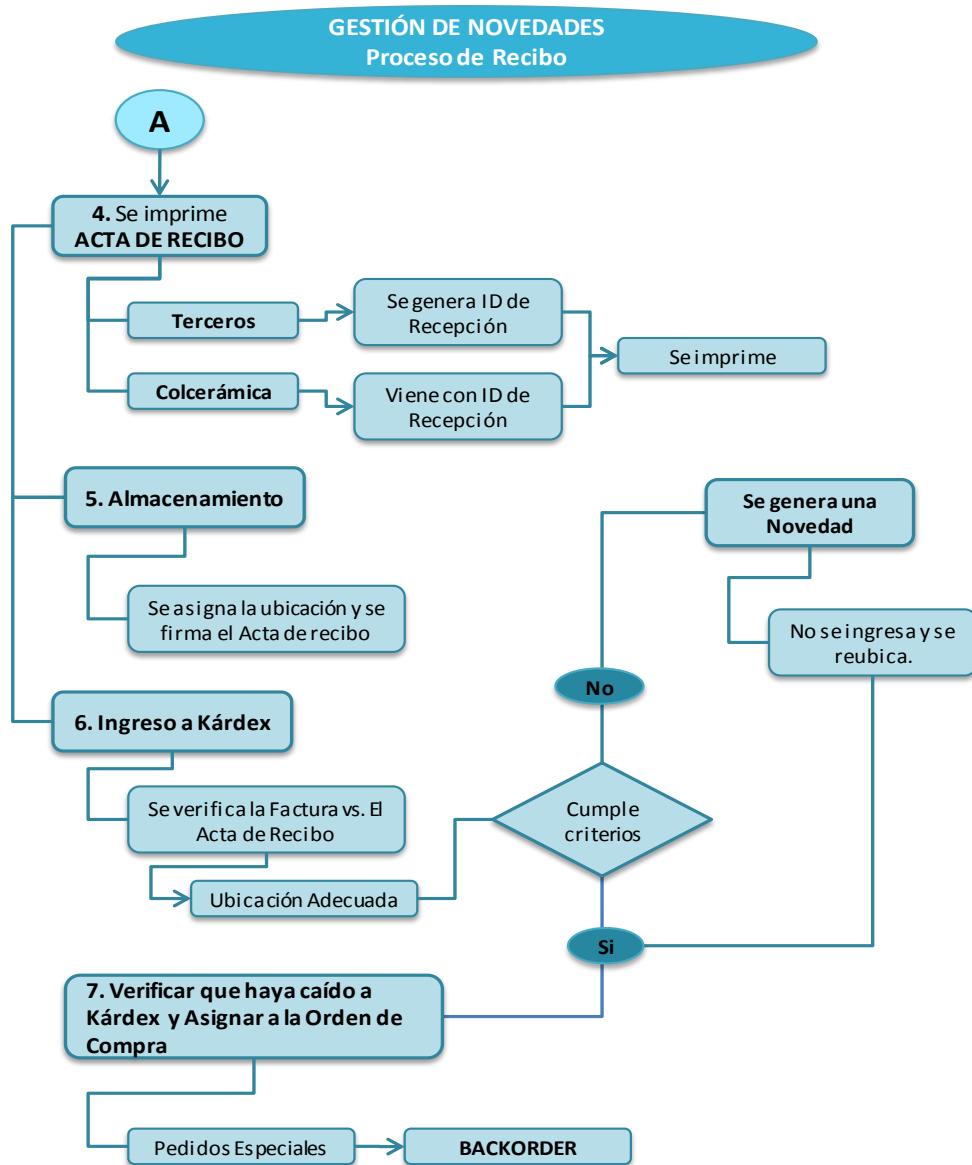 GESTIÓN DE NOVEDADES
Proceso de Recibo
A
4. Se imprime
ACTA DE RECIBO
Terceros
Se genera ID de
Recepción
Se imprime
Colcerámica
Viene con ID de
Recepción
5. Almacenamiento
Se asigna la ubicación y se
firma el Acta de recibo
Se genera una
Novedad
No se ingresa y se
reubica.
No
6. Ingreso a Kárdex
Se verifica la Factura vs. El
Acta de Recibo
Ubicación Adecuada
Cumple
criterios
Si
7. Verificar que haya caído a
Kárdex y Asignar a la Orden de
Compra
Pedidos Especiales
BACKORDER